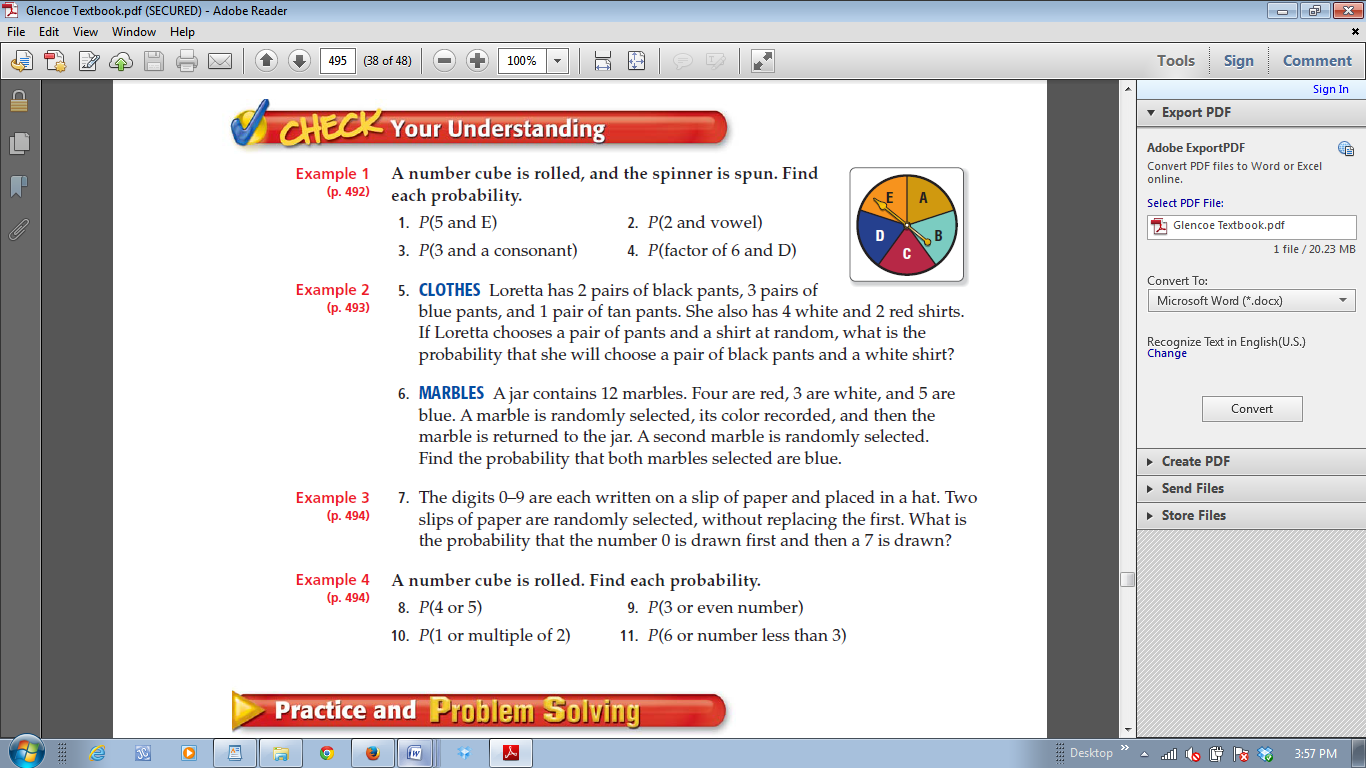 Glencoe Textbook.pdf (SECURED) - Adobe Reader
File Edit View Window Help
495 (38 of 48) 100% Tools Sign Comment
Sign In
CHECK Your Understanding
Example 1
(p. 492)
A number cube is rolled, and the spinner is spun. Find
each probability.
1. P(5 and E) 2. P(2 and vowel)
3. P(3 and a consonant) 4. P(factor of 6 and D)
E A
D B
C
Example 2
(p. 493)
5. CLOTHES Loretta has 2 pairs of black pants, 3 pairs of
blue pants, and 1 pair of tan pants. She also has 4 white and 2 red shirts.
If Loretta chooses a pair of pants and a shirt at random, what is the
probability that she will choose a pair of black pants and a white shirt?
6. MARBLES A jar contains 12 marbles. Four are red, 3 are white, and 5 are
blue. A marble is randomly selected, its color recorded, and then the
marble is returned to the jar. A second marble is randomly selected.
Find the probability that both marbles selected are blue.
Example 3
(p. 494)
7. The digits 0–9 are each written on a slip of paper and placed in a hat. Two
slips of paper are randomly selected, without replacing the first. What is
the probability that the number 0 is drawn first and then a 7 is drawn?
Example 4
(p. 494)
A number cube is rolled. Find each probability.
8. P(4 or 5) 9. P(3 or even number)
10. P(1 or multiple of 2) 11. P(6 or number less than 3)
Practice and Problem Solving
Export PDF
Adobe ExportPDF
Convert PDF files to Word or Excel
online.
Select PDF File:
Glencoe Textbook.pdf
1 file / 20.23 MB
Convert To:
Microsoft Word (*.docx)
Recognize Text in English(U.S.)
Change
Convert
Create PDF
Send Files
Store Files
Desktop » 3:57 PM